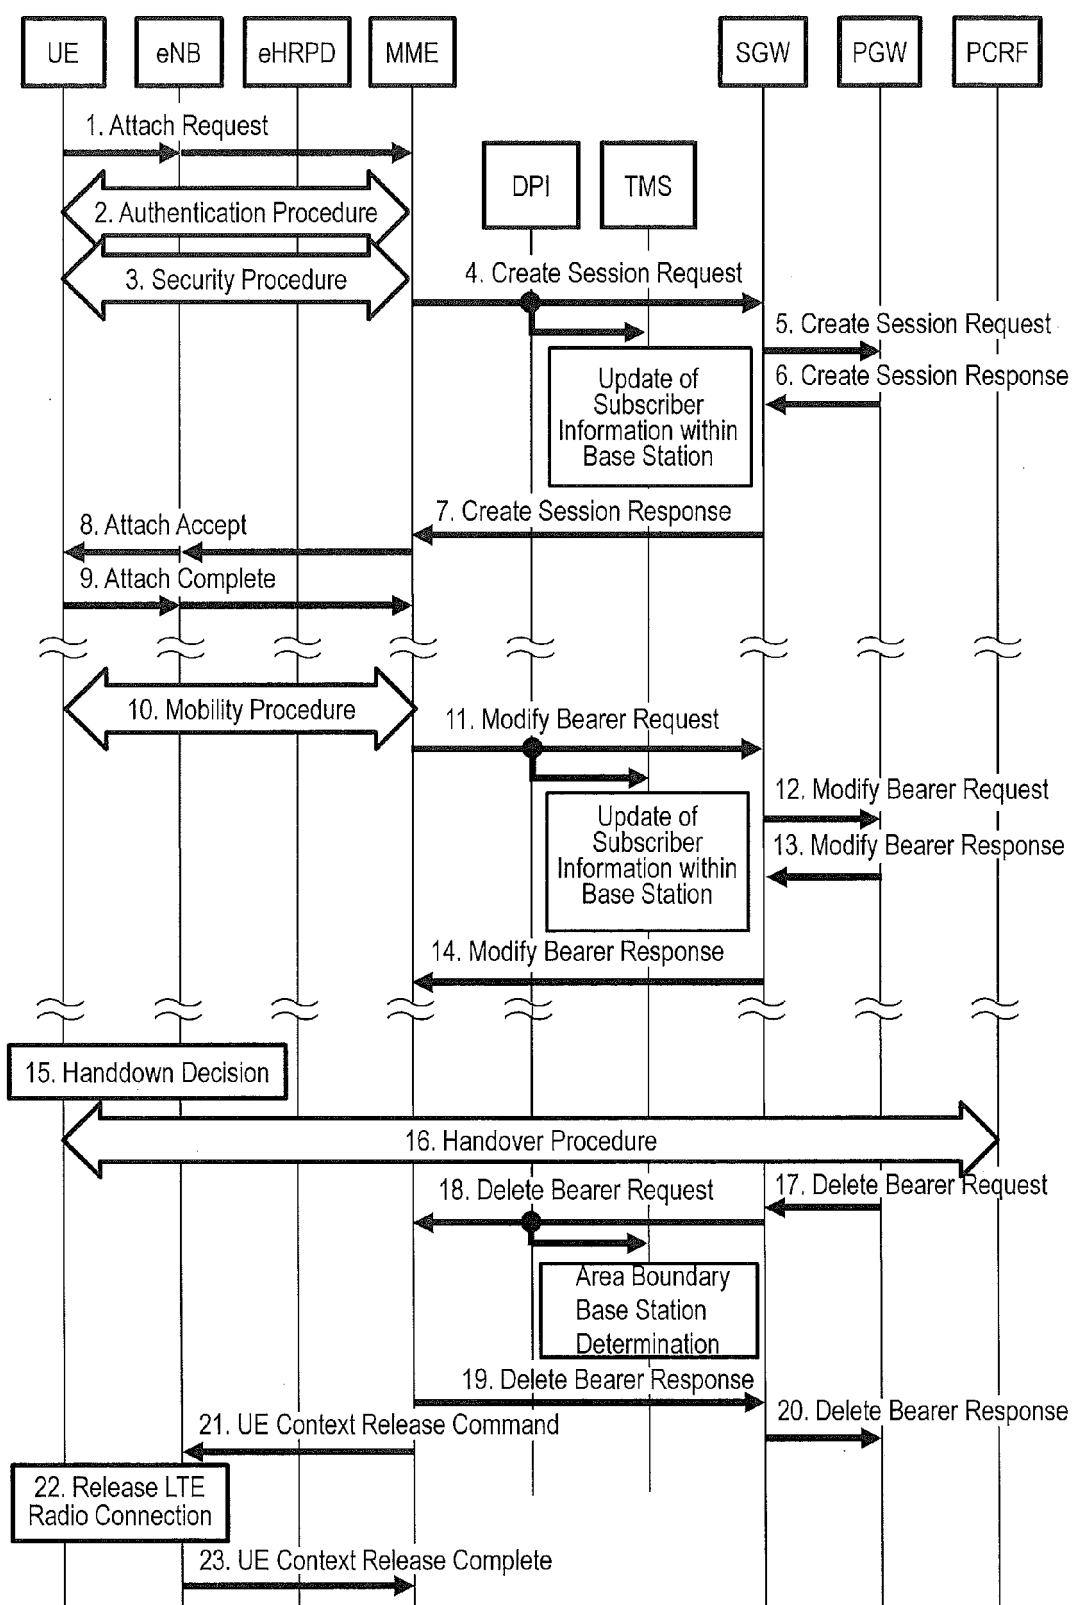 UE
eNB
eHRPD
MME
SGW
PGW
PCRF
1. Attach Request
DPI
TMS
2. Authentication Procedure
3. Security Procedure
4. Create Session Request
5. Create Session Request
6. Create Session Response
Update of
Subscriber
Information within
Base Station
7. Create Session Response
8. Attach Accept
9. Attach Complete
10. Mobility Procedure
11. Modify Bearer Request
12. Modify Bearer Request
Update of
Subscriber
Information within
Base Station
13. Modify Bearer Response
14. Modify Bearer Response
15. Handdown Decision
16. Handover Procedure
17. Delete Bearer Request
18. Delete Bearer Request
Area Boundary
Base Station
Determination
19. Delete Bearer Response
20. Delete Bearer Response
21. UE Context Release Command
22. Release LTE
Radio Connection
23. UE Context Release Complete